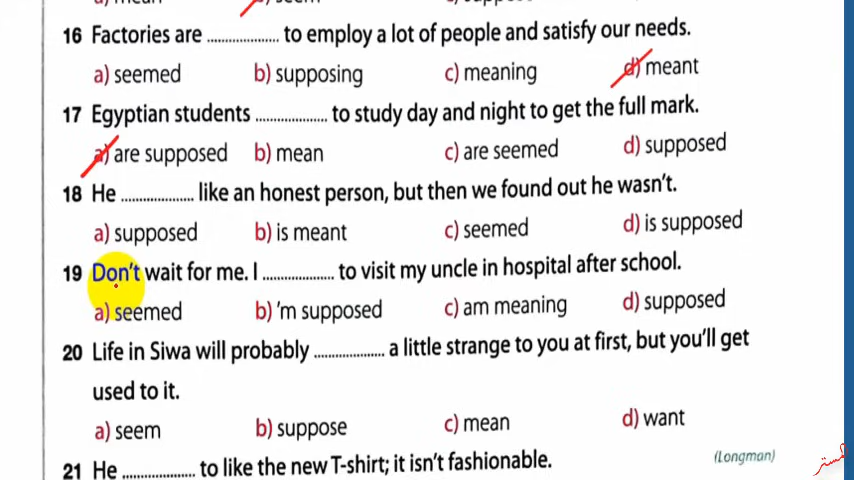 a) mean b) seem
16 Factories are .................... to employ a lot of people and satisfy our needs.
a) seemed b) supposing c) meaning d) meant
17 Egyptian students .................... to study day and night to get the full mark.
a) are supposed b) mean c) are seemed d) supposed
18 He .................... like an honest person, but then we found out he wasn't.
a) supposed b) is meant c) seemed d) is supposed
19 Don't wait for me. I .................... to visit my uncle in hospital after school.
a) seemed b) 'm supposed c) am meaning d) supposed
20 Life in Siwa will probably .................... a little strange to you at first, but you'll get
used to it.
a) seem b) suppose c) mean d) want
(Longman)
21 He .................... to like the new T-shirt; it isn't fashionable.